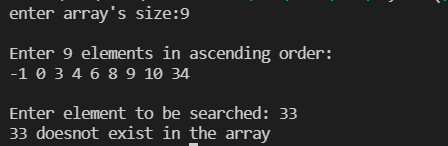 enter array's size:9
Enter 9 elements in ascending order:
-1 0 3 4 6 8 9 10 34
Enter element to be searched: 33
33 doesnot exist in the array